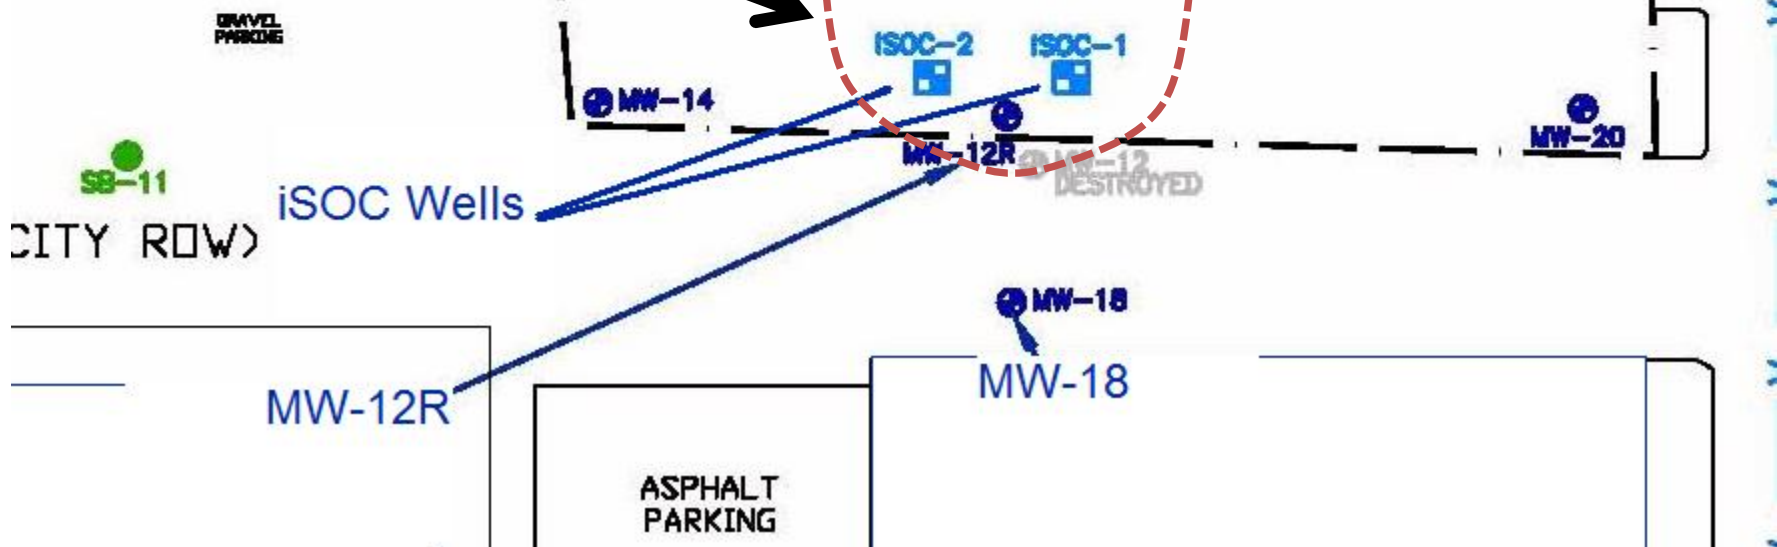 GRAVEL
PARKING
ISOC-2
ISOC-1
MW-14
MW-20
MW-12R
MW-12
DESTROYED
SB-11
iSOC Wells
CITY ROW)
MW-18
MW-18
MW-12R
ASPHALT
PARKING